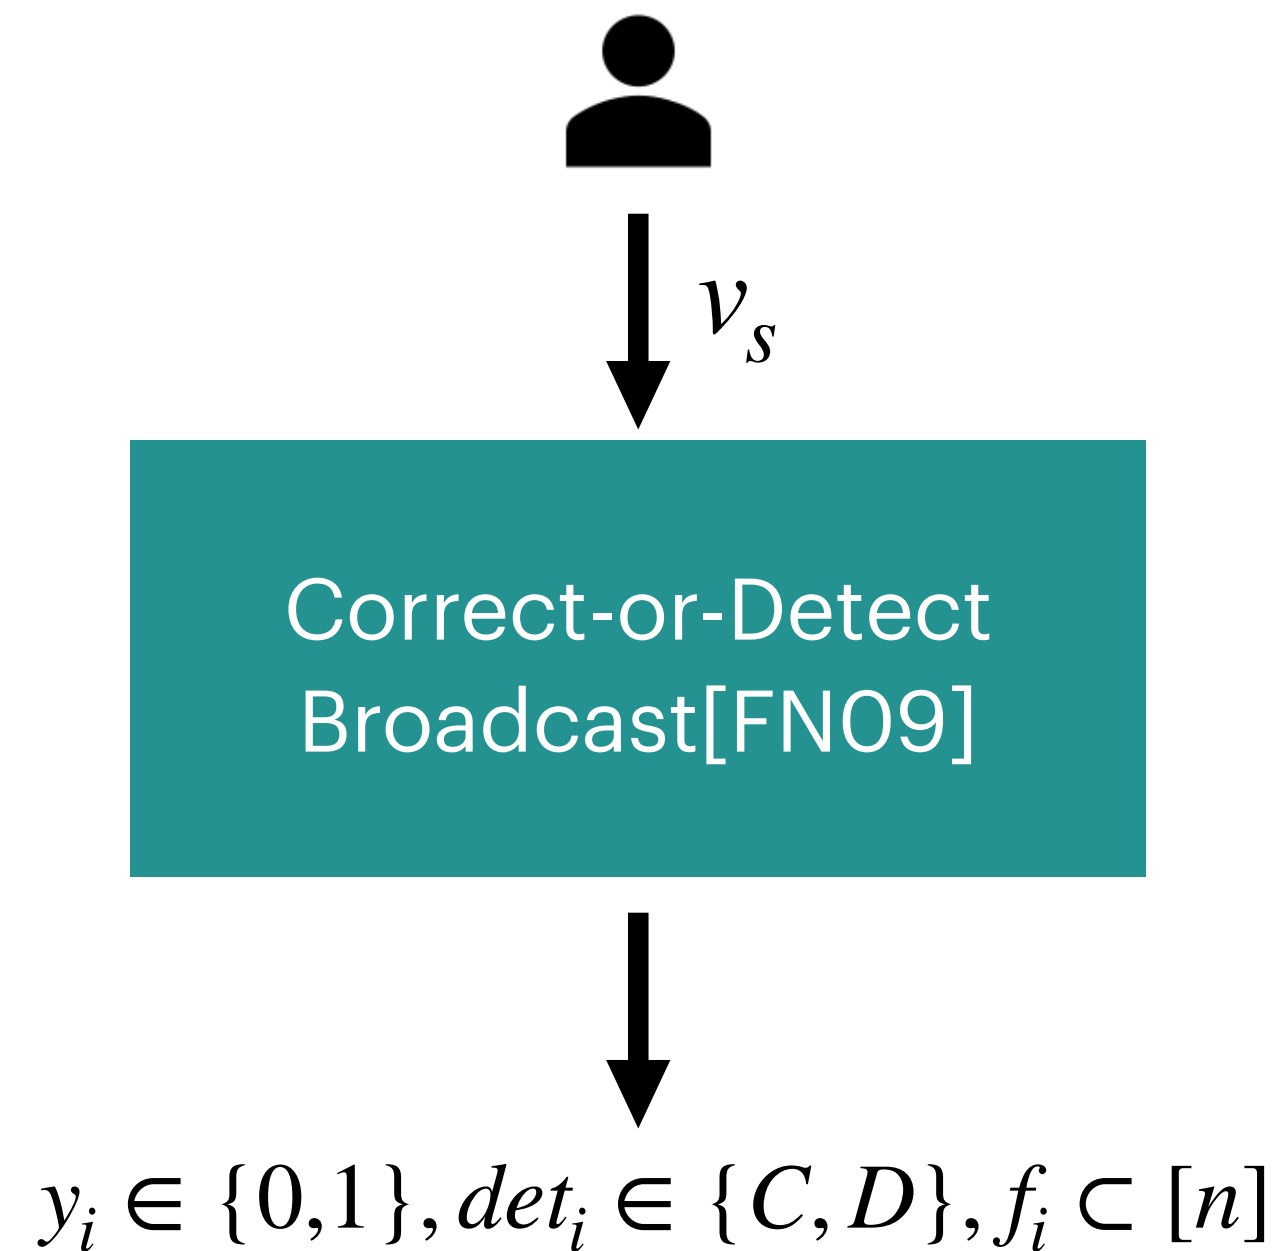 v_s
Correct-or-Detect
Broadcast[FN09]
y_i ∈ {0,1}, det_i ∈ {C, D}, f_i ⊂ [n]